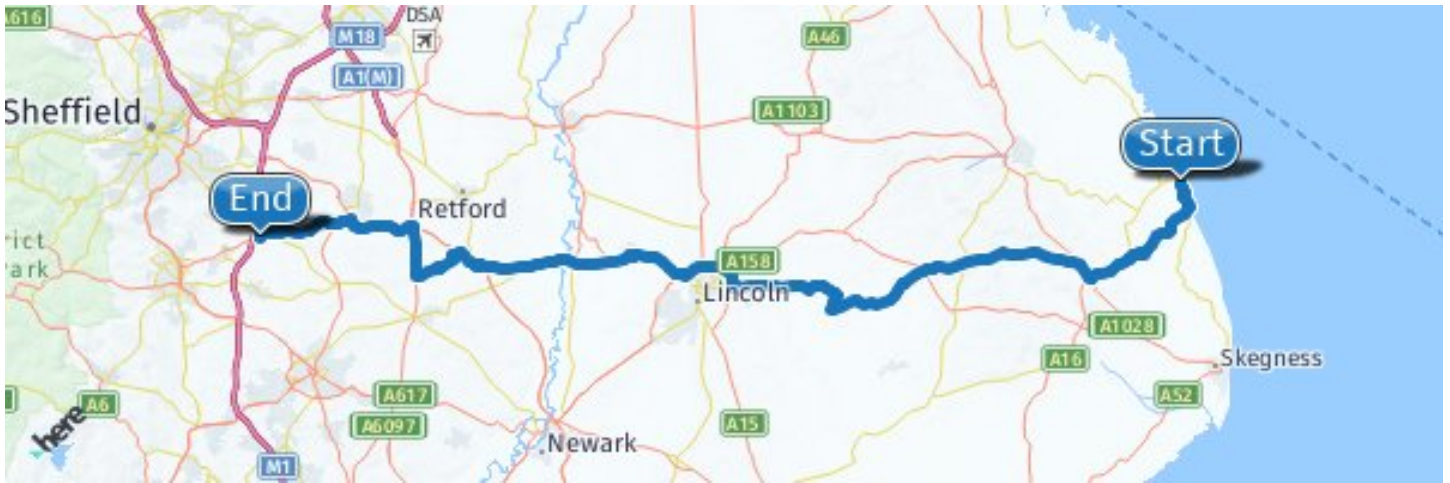 A616
DSA
M18
A46
A1(M)
A1103
Sheffield
Start
End
Retford
rict
ark
A158
Lincoln
A1028
A16
Skegness
A617
A52
A6
A6097
A15
here
Newark
M1